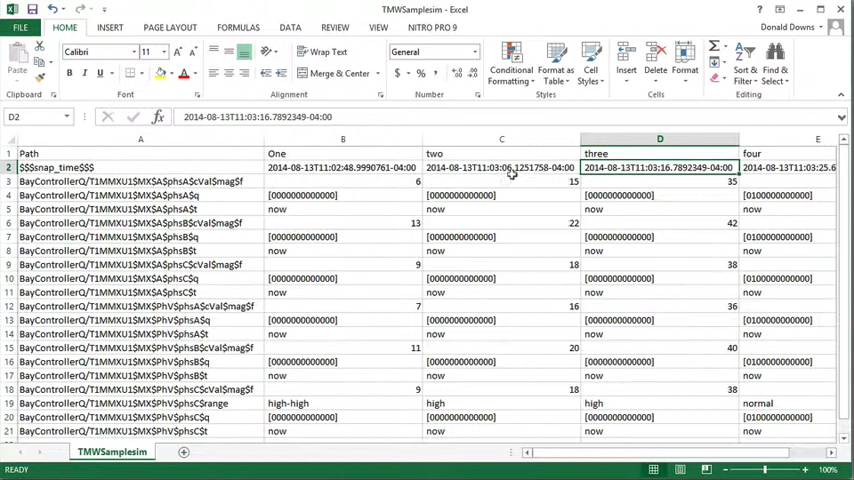 TMWSamplesim - Excel
FILE HOME INSERT PAGE LAYOUT FORMULAS DATA REVIEW VIEW NITRO PRO 9 Donald Downs
Paste Calibri 11 Wrap Text General Conditional Formatting Format as Table Cell Styles Insert Delete Format Sort & Filter Find & Select
B I U Merge & Center $ %
Clipboard Font Alignment Number Styles Cells Editing
D2 fx 2014-08-13T11:03:16.7892349-04:00
A B C D E
1 Path One two three four
2 $$$snap_time$$$ 2014-08-13T11:02:48.9990761-04:00 2014-08-13T11:03:06.1251758-04:00 2014-08-13T11:03:16.7892349-04:00 2014-08-13T11:03:25.6
3 BayControllerQ/T1MMXU1$MX$A$phsA$cVal$mag$f 6 15 35
4 BayControllerQ/T1MMXU1$MX$A$phsA$q [0000000000000] [0000000000000] [0000000000000] [0100000000000]
5 BayControllerQ/T1MMXU1$MX$A$phsA$t now now now now
6 BayControllerQ/T1MMXU1$MX$A$phsB$cVal$mag$f 13 22 42
7 BayControllerQ/T1MMXU1$MX$A$phsB$q [0000000000000] [0000000000000] [0000000000000] [0100000000000]
8 BayControllerQ/T1MMXU1$MX$A$phsB$t now now now now
9 BayControllerQ/T1MMXU1$MX$A$phsC$cVal$mag$f 9 18 38
10 BayControllerQ/T1MMXU1$MX$A$phsC$q [0000000000000] [0000000000000] [0000000000000] [0100000000000]
11 BayControllerQ/T1MMXU1$MX$A$phsC$t now now now now
12 BayControllerQ/T1MMXU1$MX$PhV$phsA$cVal$mag$f 7 16 36
13 BayControllerQ/T1MMXU1$MX$PhV$phsA$q [0000000000000] [0000000000000] [0000000000000] [0100000000000]
14 BayControllerQ/T1MMXU1$MX$PhV$phsA$t now now now now
15 BayControllerQ/T1MMXU1$MX$PhV$phsB$cVal$mag$f 11 20 40
16 BayControllerQ/T1MMXU1$MX$PhV$phsB$q [0000000000000] [0000000000000] [0000000000000] [0100000000000]
17 BayControllerQ/T1MMXU1$MX$PhV$phsB$t now now now now
18 BayControllerQ/T1MMXU1$MX$PhV$phsC$cVal$mag$f 9 18 38
19 BayControllerQ/T1MMXU1$MX$PhV$phsC$range high-high high high normal
20 BayControllerQ/T1MMXU1$MX$PhV$phsC$q [0000000000000] [0000000000000] [0000000000000] [0100000000000]
21 BayControllerQ/T1MMXU1$MX$PhV$phsC$t now now now now
TMWSamplesim
READY 100%